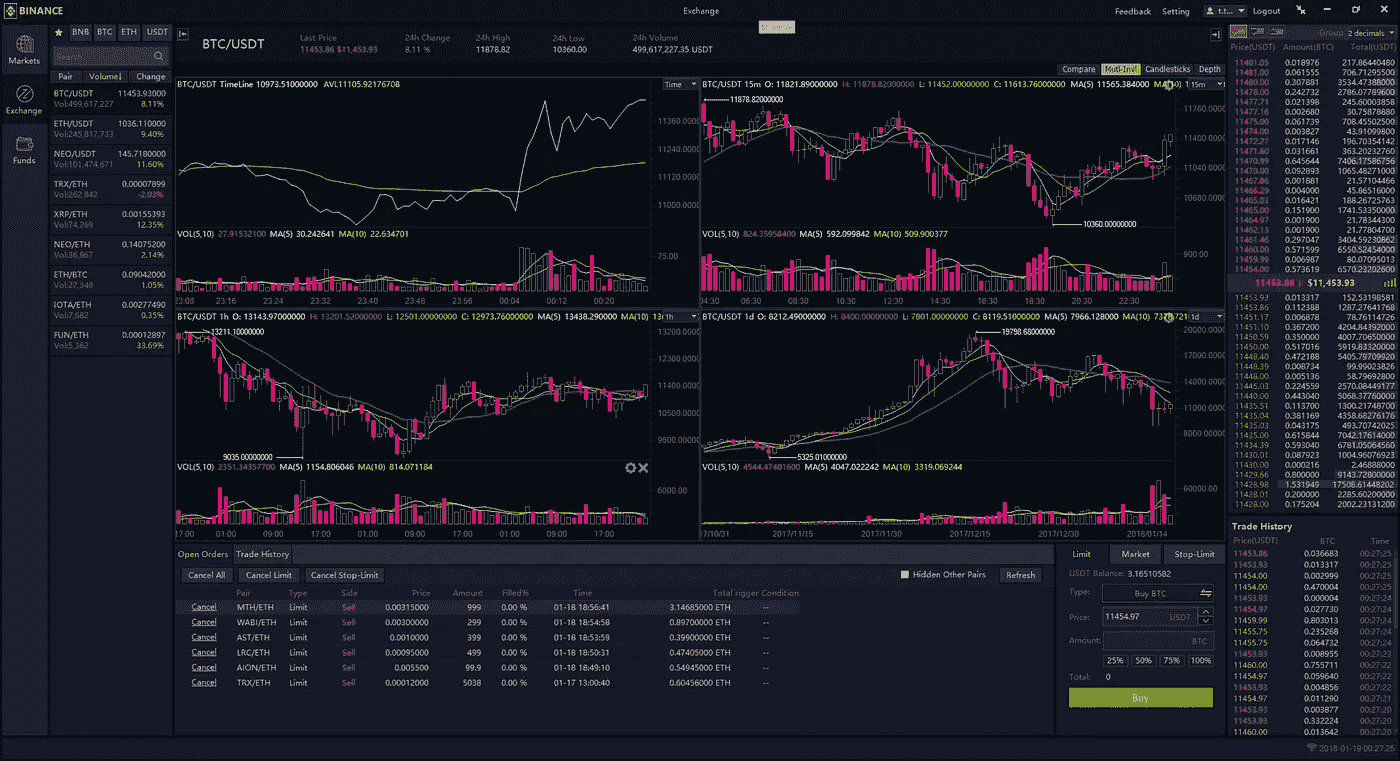 BINANCE
Exchange
Feedback Setting t.t... Logout
Markets
Exchange
Funds
BNB BTC ETH USDT
Search
Pair Volume↓ Change
BTC/USDT 11453.93000
Vol:499,617,227 8.11%
ETH/USDT 1036.11000
Vol:245,817,733 9.40%
NEO/USDT 145.7180000
Vol:101,474,671 11.60%
TRX/ETH 0.00007899
Vol:262,842 -2.03%
XRP/ETH 0.00155393
Vol:74,269 12.35%
NEO/ETH 0.14075200
Vol:36,867 2.14%
ETH/BTC 0.09042000
Vol:27,348 1.05%
IOTA/ETH 0.00277490
Vol:7,682 0.35%
FUN/ETH 0.00012897
Vol:5,362 33.69%
BTC/USDT
Last Price 24h Change 24h High 24h Low 24h Volume
11453.86 $11,453.93 8.11 % 11878.82 10360.00 499,617,227.35 USDT
Compare Muti-Invl Candlesticks Depth
BTC/USDT TimeLine 10973.51000000 AVL11105.92176708 Time
11360.0000
11240.0000
11120.0000
11000.0000
VOL(5,10) 27.91532100 MA(5) 30.242641 MA(10) 22.634701
75.00
23:08 23:16 23:24 23:32 23:40 23:48 23:56 00:04 00:12 00:20
BTC/USDT 15m O: 11821.89000000 H: 11878.82000000 L: 11452.00000000 C: 11613.76000000 MA(5) 11565.384000 15m
11878.82000000
11760.0000
11400.0000
11040.0000
10680.0000
10360.00000000
VOL(5,10) 824.35958400 MA(5) 592.099842 MA(10) 509.900377
900.00
04:30 06:30 08:30 10:30 12:30 14:30 16:30 18:30 20:30 22:30
BTC/USDT 1h O: 13143.97000000 H: 13201.52000000 L: 12501.00000000 C: 12973.76000000 MA(5) 13438.290000 MA(10) 1h
13211.10000000
13200.0000
11400.0000
10500.0000
9600.0000
9035.00000000
VOL(5,10) 2351.34357700 MA(5) 1154.806046 MA(10) 814.071184
6000.00
17:00 01:00 09:00 17:00 01:00 09:00 17:00 01:00 09:00 17:00
BTC/USDT 1d O: 8212.49000000 H: 8400.00000000 L: 7801.00000000 C: 8119.51000000 MA(5) 7966.128000 1d
19798.68000000
17000.0000
14000.0000
11000.0000
8000.0000
5325.01000000
VOL(5,10) 4544.47401600 MA(5) 4047.022242 MA(10) 3319.069244
60000.00
7/10/31 2017/11/15 2017/11/30 2017/12/15 2017/12/30 2018/01/14
Open Orders Trade History
Cancel All Cancel Limit Cancel Stop-Limit Hidden Other Pairs Refresh
Pair Type Side Price Amount Filled% Time Total rigger Condition
Cancel MTH/ETH Limit Sell 0.00315000 999 0.00 % 01-18 18:56:41 3.14685000 ETH --
Cancel WABI/ETH Limit Sell 0.00300000 299 0.00 % 01-18 18:54:58 0.89700000 ETH --
Cancel AST/ETH Limit Sell 0.0010000 399 0.00 % 01-18 18:53:59 0.39900000 ETH --
Cancel LRC/ETH Limit Sell 0.00095000 499 0.00 % 01-18 18:50:31 0.47405000 ETH --
Cancel AION/ETH Limit Sell 0.005500 99.9 0.00 % 01-18 18:49:10 0.54945000 ETH --
Cancel TRX/ETH Limit Sell 0.00012000 5038 0.00 % 01-17 13:00:40 0.60456000 ETH --
Limit Market Stop-Limit
USDT Balance: 3.16510582
Type: Buy BTC
Price: 11454.97 USDT
Amount: BTC
25% 50% 75% 100%
Total: 0
Buy
Group 2 decimals
Price(USDT) Amount(BTC) Total(USDT)
11481.05 0.018976 217.86440480
11481.00 0.061555 706.71295500
11480.00 0.307881 3534.47388000
11478.00 0.242732 2786.07789600
11477.71 0.021398 245.60003858
11477.16 0.002680 30.75878880
11475.00 0.061739 708.45502500
11474.00 0.003827 43.91099800
11472.27 0.017146 196.70354142
11471.60 0.031661 363.20232760
11470.99 0.645644 7406.17586756
11470.00 0.092893 1065.48271000
11467.86 0.001881 21.57104466
11466.29 0.004000 45.86516000
11465.03 0.016421 188.26725763
11465.00 0.151900 1741.53350000
11464.97 0.001900 21.78344300
11462.13 0.001900 21.77804700
11461.46 0.297047 3404.59230862
11460.00 0.571599 6550.52454000
11459.99 0.006987 80.07095013
11454.00 0.573619 6570.23202600
11453.86 ↓ $11,453.93
11453.93 0.013317 152.53198581
11453.86 0.112388 1287.27641768
11451.17 0.006878 78.76114726
11451.10 0.367200 4204.84392000
11450.59 0.350000 4007.70650000
11450.00 0.517016 5919.83320000
11448.40 0.472188 5405.79709920
11448.39 0.008734 99.99023826
11448.00 0.005136 58.79692800
11445.03 0.224559 2570.08449177
11440.00 0.443040 5068.37760000
11435.51 0.113700 1300.21748700
11435.04 0.381169 4358.68276176
11435.03 0.043175 493.70742025
11435.00 0.615844 7042.17614000
11434.39 0.593040 6781.05064560
11430.01 0.087923 1004.96076923
11430.00 0.000216 2.46888000
11429.66 0.800000 9143.72800000
11428.98 1.531949 17508.61448202
11428.01 0.200000 2285.60200000
11428.00 0.175204 2002.23131200
Trade History
Price(USDT) BTC Time
11453.86 0.036683 00:27:25
11453.93 0.013317 00:27:25
11454.00 0.002999 00:27:25
11454.00 0.470004 00:27:25
11453.93 0.000004 00:27:24
11454.97 0.027730 00:27:24
11459.99 0.803013 00:27:24
11455.75 0.235268 00:27:24
11455.75 0.064732 00:27:24
11453.93 0.008955 00:27:23
11460.00 0.755711 00:27:22
11454.97 0.059640 00:27:22
11453.93 0.004856 00:27:22
11454.97 0.011290 00:27:21
11453.93 0.003877 00:27:20
11453.93 0.332224 00:27:20
11460.00 0.013642 00:27:20
2018-01-19 00:27:25